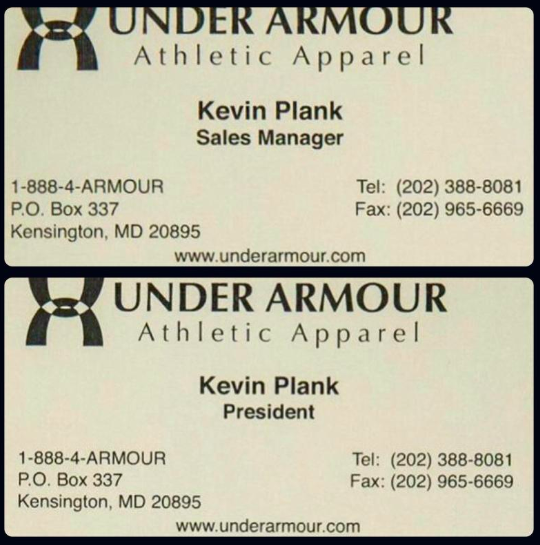 UNDER ARMOUR
Athletic Apparel
Kevin Plank
Sales Manager
1-888-4-ARMOUR
P.O. Box 337
Kensington, MD 20895
Tel: (202) 388-8081
Fax: (202) 965-6669
www.underarmour.com
UNDER ARMOUR
Athletic Apparel
Kevin Plank
President
1-888-4-ARMOUR
P.O. Box 337
Kensington, MD 20895
Tel: (202) 388-8081
Fax: (202) 965-6669
www.underarmour.com